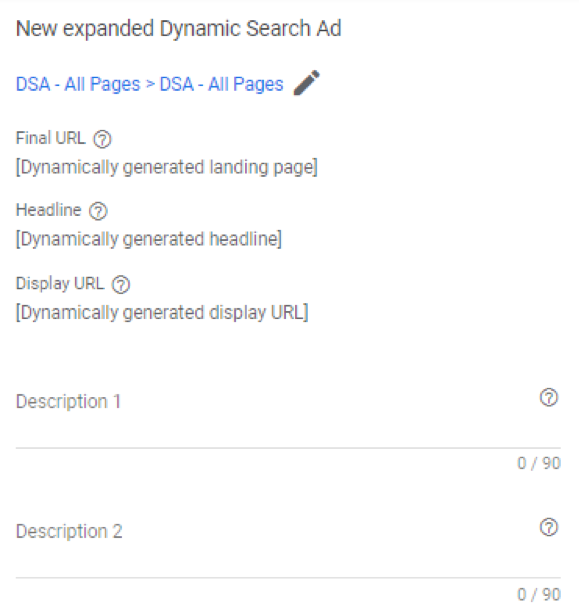 New expanded Dynamic Search Ad
DSA - All Pages > DSA - All Pages
Final URL ?
[Dynamically generated landing page]
Headline ?
[Dynamically generated headline]
Display URL ?
[Dynamically generated display URL]
Description 1 ?
0 / 90
Description 2 ?
0 / 90